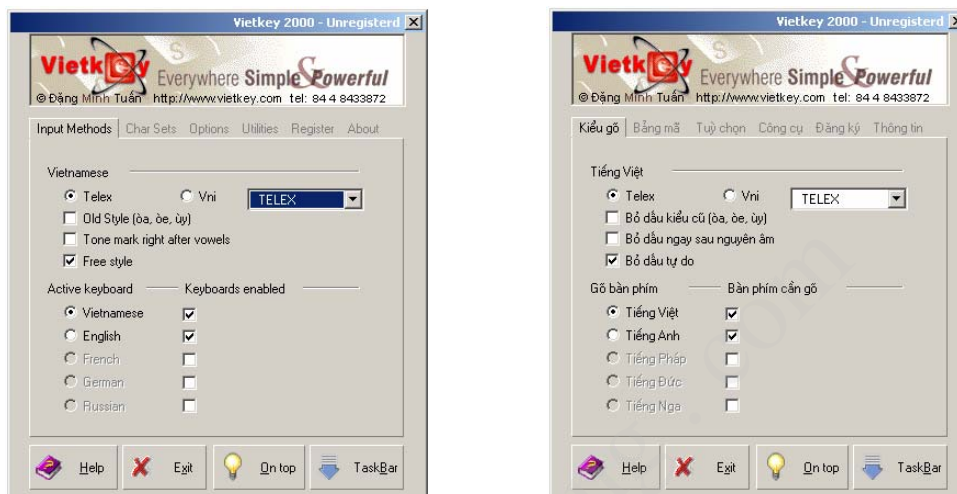 Vietkey 2000 - Unregisterd
Vietkey
Everywhere Simple & Powerful
© Đặng Minh Tuấn http://www.vietkey.com tel: 84 4 8433872
Input Methods Char Sets Options Utilities Register About
Vietnamese
Telex Vni TELEX
Old Style (òa, òe, ùy)
Tone mark right after vowels
Free style
Active keyboard Keyboards enabled
Vietnamese
English
French
German
Russian
Help Exit On top TaskBar
Vietkey 2000 - Unregisterd
Vietkey
Everywhere Simple & Powerful
© Đặng Minh Tuấn http://www.vietkey.com tel: 84 4 8433872
Kiểu gõ Bảng mã Tuỳ chọn Công cụ Đăng ký Thông tin
Tiếng Việt
Telex Vni TELEX
Bỏ dấu kiểu cũ (òa, òe, ùy)
Bỏ dấu ngay sau nguyên âm
Bỏ dấu tự do
Gõ bàn phím Bàn phím cần gõ
Tiếng Việt
Tiếng Anh
Tiếng Pháp
Tiếng Đức
Tiếng Nga
Help Exit On top TaskBar